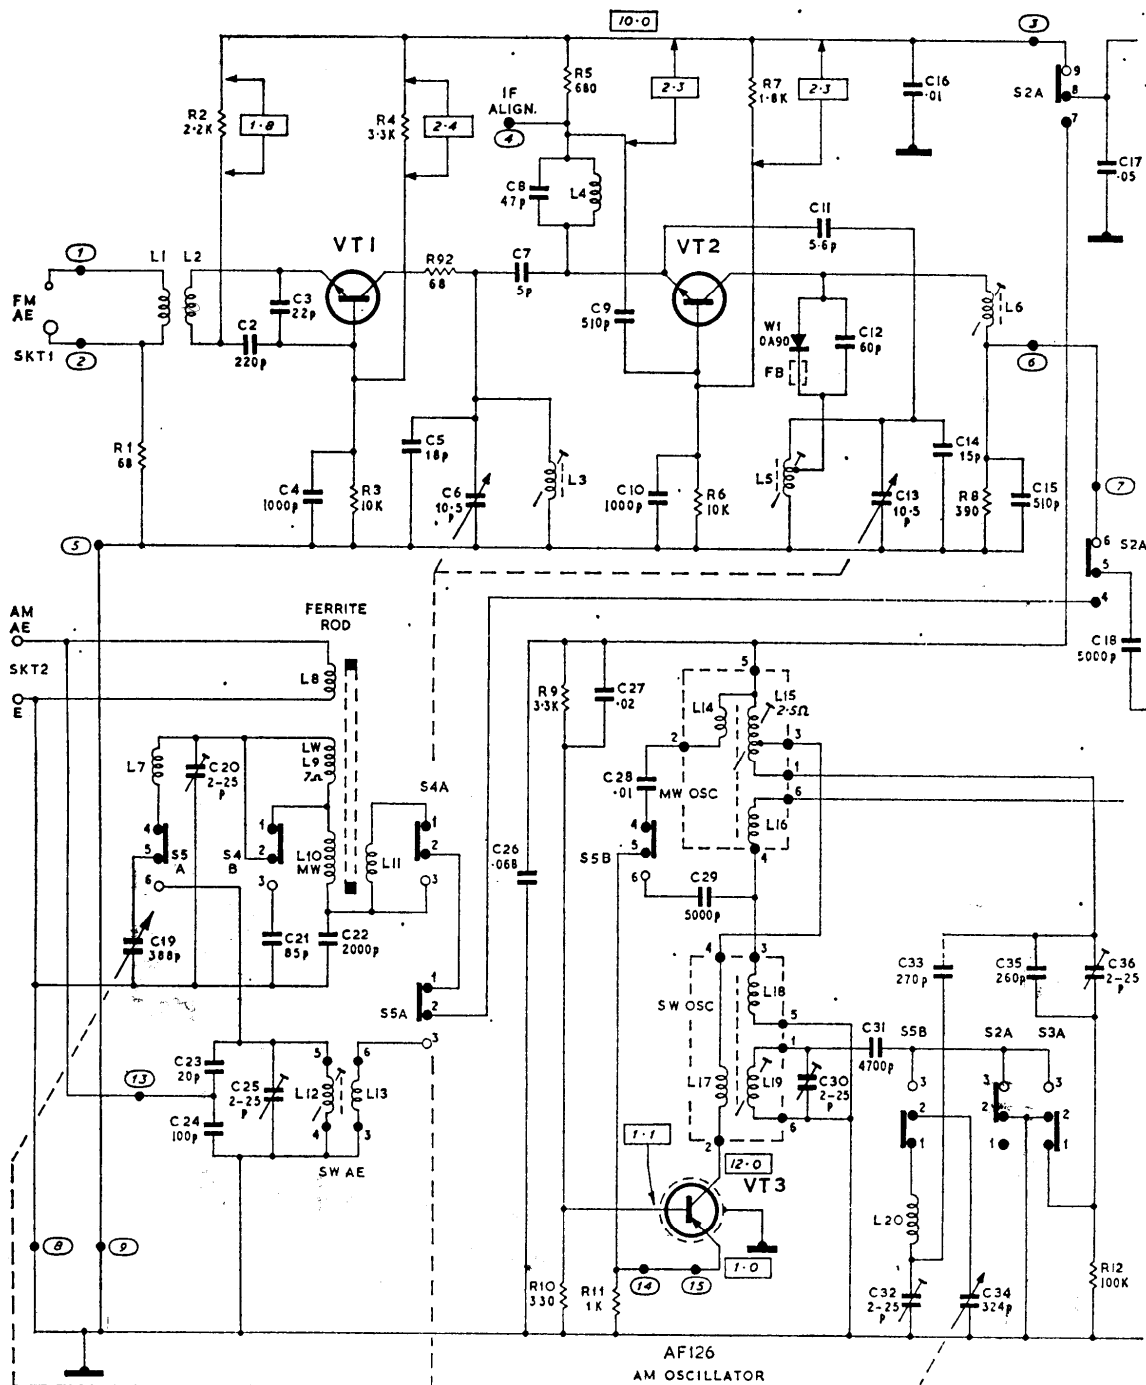 10·0
3
9
8
7
S2A
C16
·01
C17
·05
R5
680
R7
1·8K
2·3
2·3
IF
ALIGN.
4
R2
2·2K
1·8
R4
3·3K
2·4
C8
47p
L4
C11
5·6p
1
L1
L2
VT1
R92
68
C7
5p
VT2
FM
AE
SKT1
2
C3
22p
C2
220p
C9
510p
W1
OA90
FB
C12
60p
L6
6
R1
68
C4
1000p
R3
10K
C5
18p
C6
10·5
p
L3
C10
1000p
R6
10K
L5
C13
10·5
p
C14
15p
R8
390
C15
510p
7
5
6
5
4
S2A
C18
5000p
AM
AE
SKT2
E
FERRITE
ROD
L8
R9
3·3K
C27
·02
5
L14
L15
2·5Ω
2
3
1
6
L7
C20
2-25
p
LW
L9
7Ω
S4A
C28
·01
MW OSC
L16
4
4
5
6
S5
A
1
2
3
S4
B
L10
MW
L11
1
2
3
C26
·068
4
5
6
S5B
C29
5000p
C19
388p
C21
85p
C22
2000p
4
3
SW OSC
L18
5
C33
270p
C35
260p
C36
2-25
p
S5A
1
2
3
C31
4700p
S5B
S2A
S3A
13
C23
20p
C24
100p
C25
2-25
p
5
6
L12
L13
4
3
SW AE
L17
1
L19
6
2
C30
2-25
p
3
2
1
3
2
1
3
2
1
1·1
12·0
VT3
1·0
L20
8
9
R10
330
R11
1K
14
15
C32
2-25
p
C34
324p
R12
100K
AF126
AM OSCILLATOR